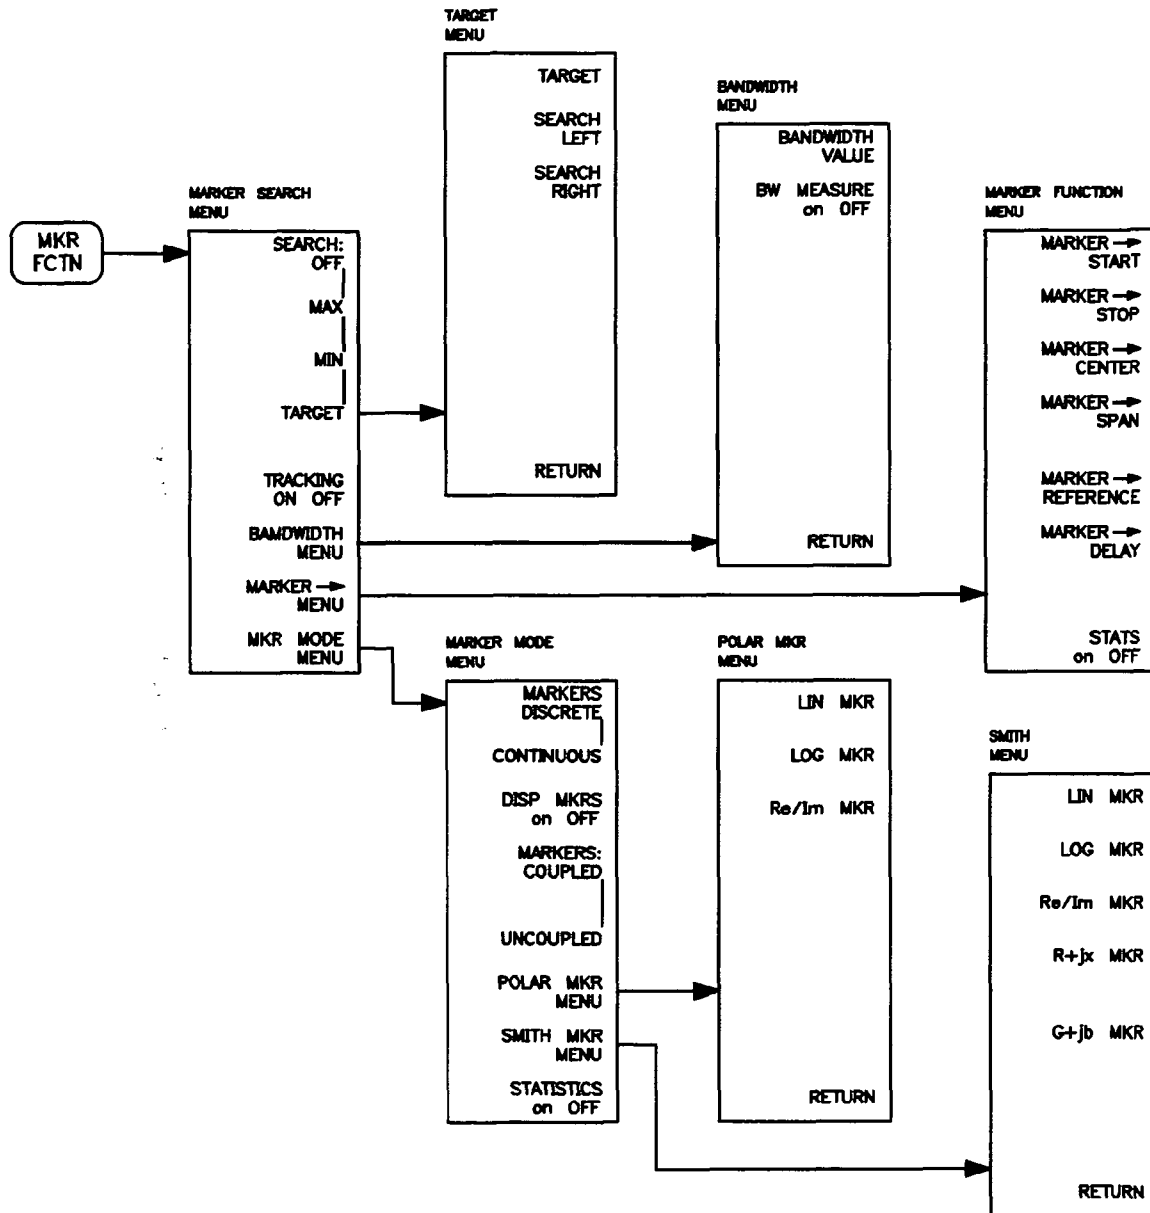 MKR
FCTN
MARKER SEARCH
MENU
SEARCH:
OFF
MAX
MIN
TARGET
TRACKING
ON OFF
BAMDWIDTH
MENU
MARKER→
MENU
MKR MODE
MENU
TARGET
MENU
TARGET
SEARCH
LEFT
SEARCH
RIGHT
RETURN
BANDWIDTH
MENU
BANDWIDTH
VALUE
BW MEASURE
on OFF
RETURN
MARKER FUNCTION
MENU
MARKER→
START
MARKER→
STOP
MARKER→
CENTER
MARKER→
SPAN
MARKER→
REFERENCE
MARKER→
DELAY
STATS
on OFF
MARKER MODE
MENU
MARKERS
DISCRETE
CONTINUOUS
DISP MKRS
on OFF
MARKERS:
COUPLED
UNCOUPLED
POLAR MKR
MENU
SMITH MKR
MENU
STATISTICS
on OFF
POLAR MKR
MENU
LIN MKR
LOG MKR
Re/Im MKR
RETURN
SMITH
MENU
LIN MKR
LOG MKR
Re/Im MKR
R+jx MKR
G+jb MKR
RETURN